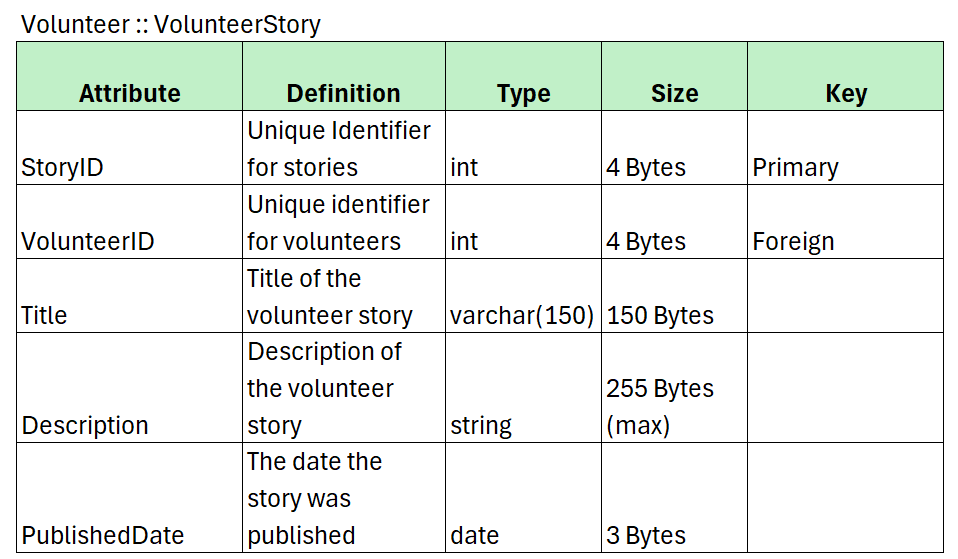 Volunteer :: VolunteerStory
Attribute Definition Type Size Key
Unique Identifier
StoryID for stories int 4 Bytes Primary
Unique identifier
VolunteerID for volunteers int 4 Bytes Foreign
Title of the
Title volunteer story varchar(150) 150 Bytes
Description of
the volunteer 255 Bytes
Description story string (max)
The date the
story was
PublishedDate published date 3 Bytes